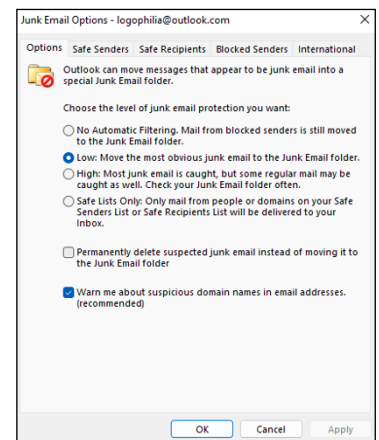 Junk Email Options - logophilia@outlook.com
Options Safe Senders Safe Recipients Blocked Senders International
Outlook can move messages that appear to be junk email into a
special Junk Email folder.
Choose the level of junk email protection you want:
No Automatic Filtering. Mail from blocked senders is still moved
to the Junk Email folder.
Low: Move the most obvious junk email to the Junk Email folder.
High: Most junk email is caught, but some regular mail may be
caught as well. Check your Junk Email folder often.
Safe Lists Only: Only mail from people or domains on your Safe
Senders List or Safe Recipients List will be delivered to your
Inbox.
Permanently delete suspected junk email instead of moving it to
the Junk Email folder
Warn me about suspicious domain names in email addresses.
(recommended)
OK Cancel Apply